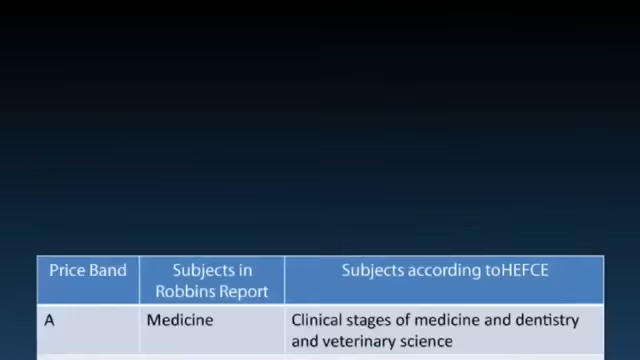 Price Band Subjects in Subjects according toHEFCE
Robbins Report
A Medicine Clinical stages of medicine and dentistry
and veterinary science